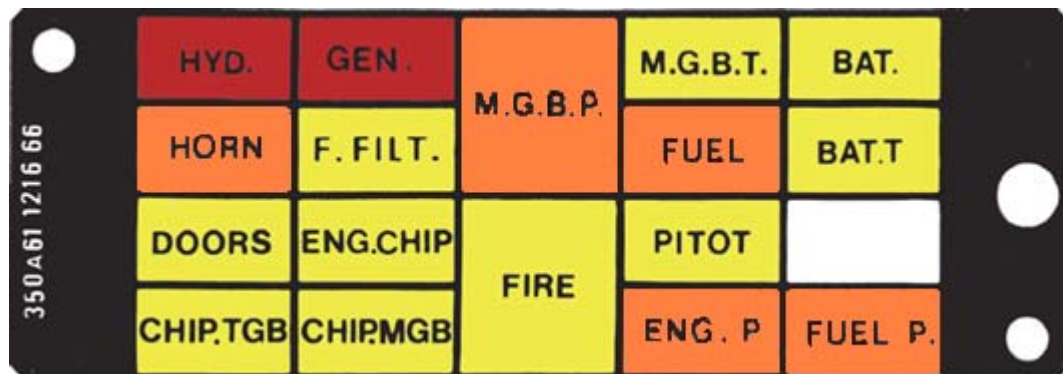 HYD. GEN. M.G.B.T. BAT.
M.G.B.P.
HORN F. FILT. FUEL BAT.T
DOORS ENG.CHIP PITOT
FIRE
CHIP.TGB CHIP.MGB ENG. P FUEL P.
350A61 1216 66